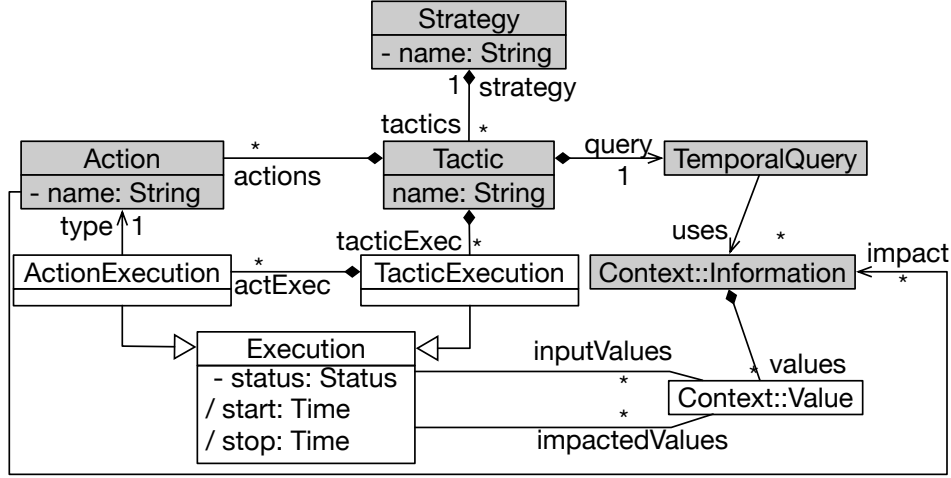 Strategy
- name: String
1
strategy
tactics
*
Action
*
actions
Tactic
query
1
TemporalQuery
- name: String
name: String
type
1
tacticExec
*
uses
*
impact
*
ActionExecution
*
actExec
TacticExecution
Context::Information
Execution
inputValues
*
values
*
- status: Status
/ start: Time
/ stop: Time
*
impactedValues
Context::Value